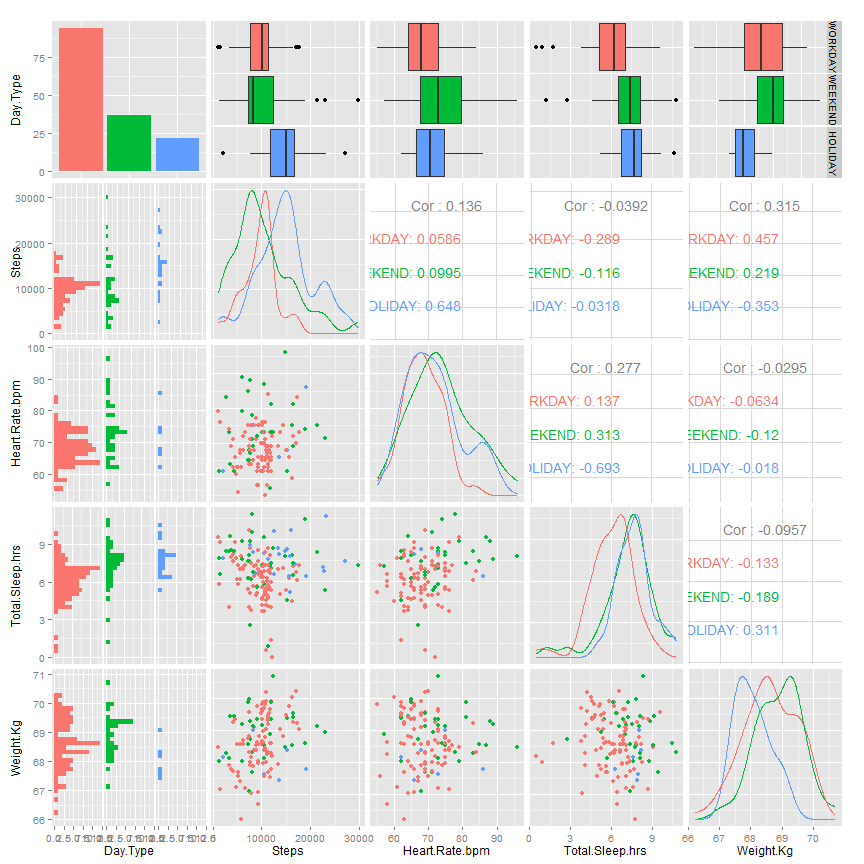 Day.Type
75
50
25
0
WORKDAY
WEEKEND
HOLIDAY
Steps
30000
20000
10000
0
Cor : 0.136
RKDAY: 0.0586
EKEND: 0.0995
OLIDAY: 0.648
Cor : -0.0392
RKDAY: -0.289
EEKEND: -0.116
OLIDAY: -0.0318
Cor : 0.315
RKDAY: 0.457
EEKEND: 0.219
OLIDAY: -0.353
Heart.Rate.bpm
100
90
80
70
60
Cor : 0.277
RKDAY: 0.137
EEKEND: 0.313
OLIDAY: -0.693
Cor : -0.0295
RKDAY: -0.0634
EEKEND: -0.12
OLIDAY: -0.018
Total.Sleep.hrs
9
6
3
0
Cor : -0.0957
RKDAY: -0.133
EKEND: -0.189
OLIDAY: 0.311
Weight.Kg
71
70
69
68
67
66
0 10000 20000 30000
60 70 80 90
0 3 6 9
66 67 68 69 70
Day.Type
Steps
Heart.Rate.bpm
Total.Sleep.hrs
Weight.Kg